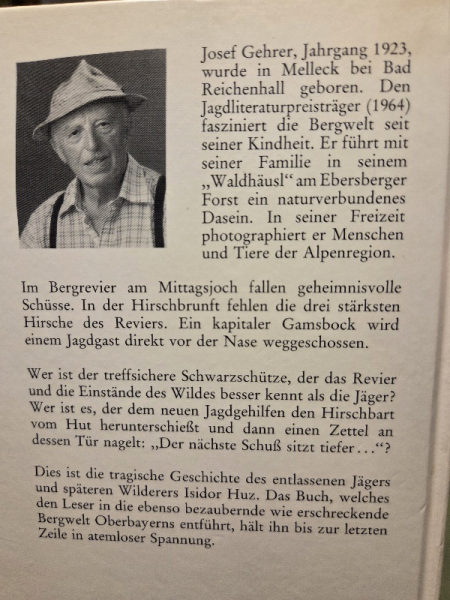 Josef Gehrer, Jahrgang 1923,
wurde in Melleck bei Bad
Reichenhall geboren. Den
Jagdliteraturpreisträger (1964)
fasziniert die Bergwelt seit
seiner Kindheit. Er führt mit
seiner Familie in seinem
„Waldhäusl“ am Ebersberger
Forst ein naturverbundenes
Dasein. In seiner Freizeit
photographiert er Menschen
und Tiere der Alpenregion.
Im Bergrevier am Mittagsjoch fallen geheimnisvolle
Schüsse. In der Hirschbrunft fehlen die drei stärksten
Hirsche des Reviers. Ein kapitaler Gamsbock wird
einem Jagdgast direkt vor der Nase weggeschossen.
Wer ist der treffsichere Schwarzschütze, der das Revier
und die Einstände des Wildes besser kennt als die Jäger?
Wer ist es, der dem neuen Jagdgehilfen den Hirschbart
vom Hut herunterschießt und dann einen Zettel an
dessen Tür nagelt: „Der nächste Schuß sitzt tiefer...“?
Dies ist die tragische Geschichte des entlassenen Jägers
und späteren Wilderers Isidor Huz. Das Buch, welches
den Leser in die ebenso bezaubernde wie erschreckende
Bergwelt Oberbayerns entführt, hält ihn bis zur letzten
Zeile in atemloser Spannung.